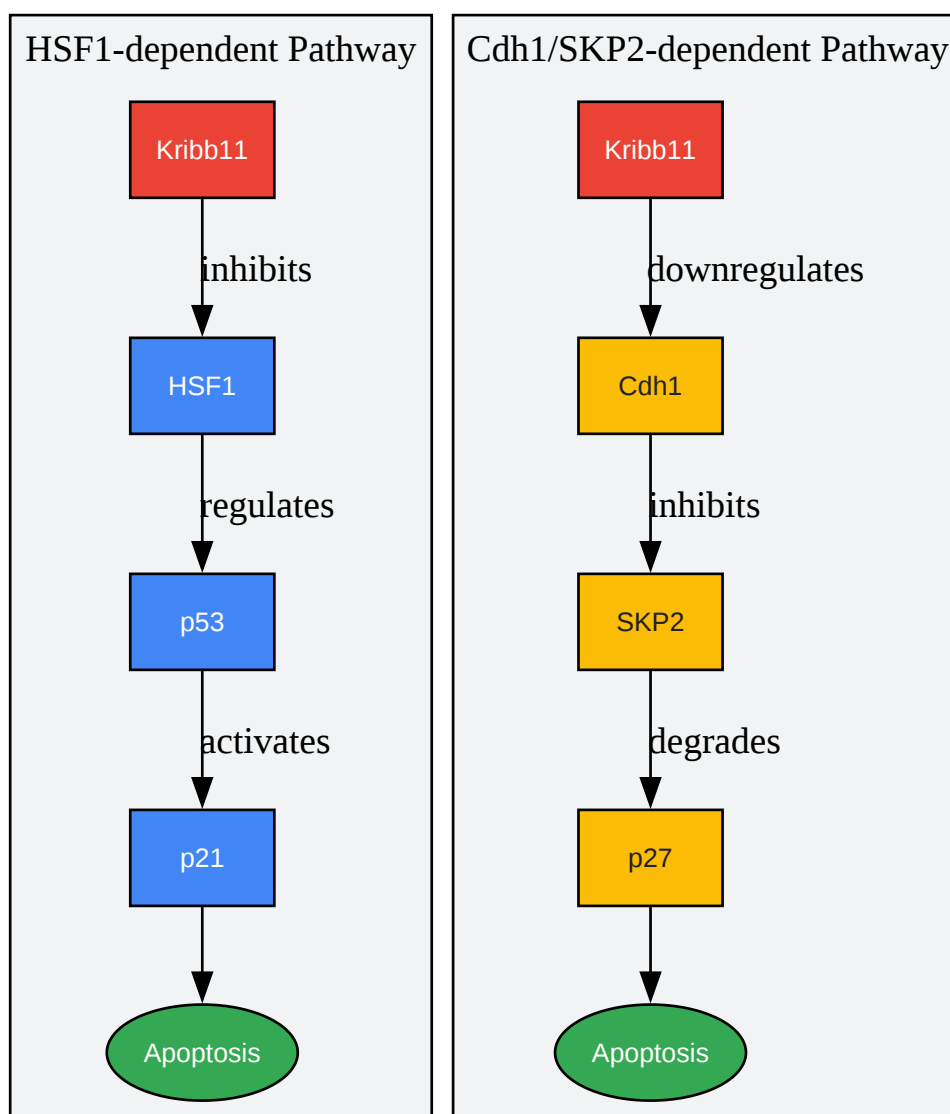 HSF1-dependent Pathway
Kribb11
inhibits
HSF1
regulates
p53
activates
p21
Apoptosis
Cdh1/SKP2-dependent Pathway
Kribb11
downregulates
Cdh1
inhibits
SKP2
degrades
p27
Apoptosis